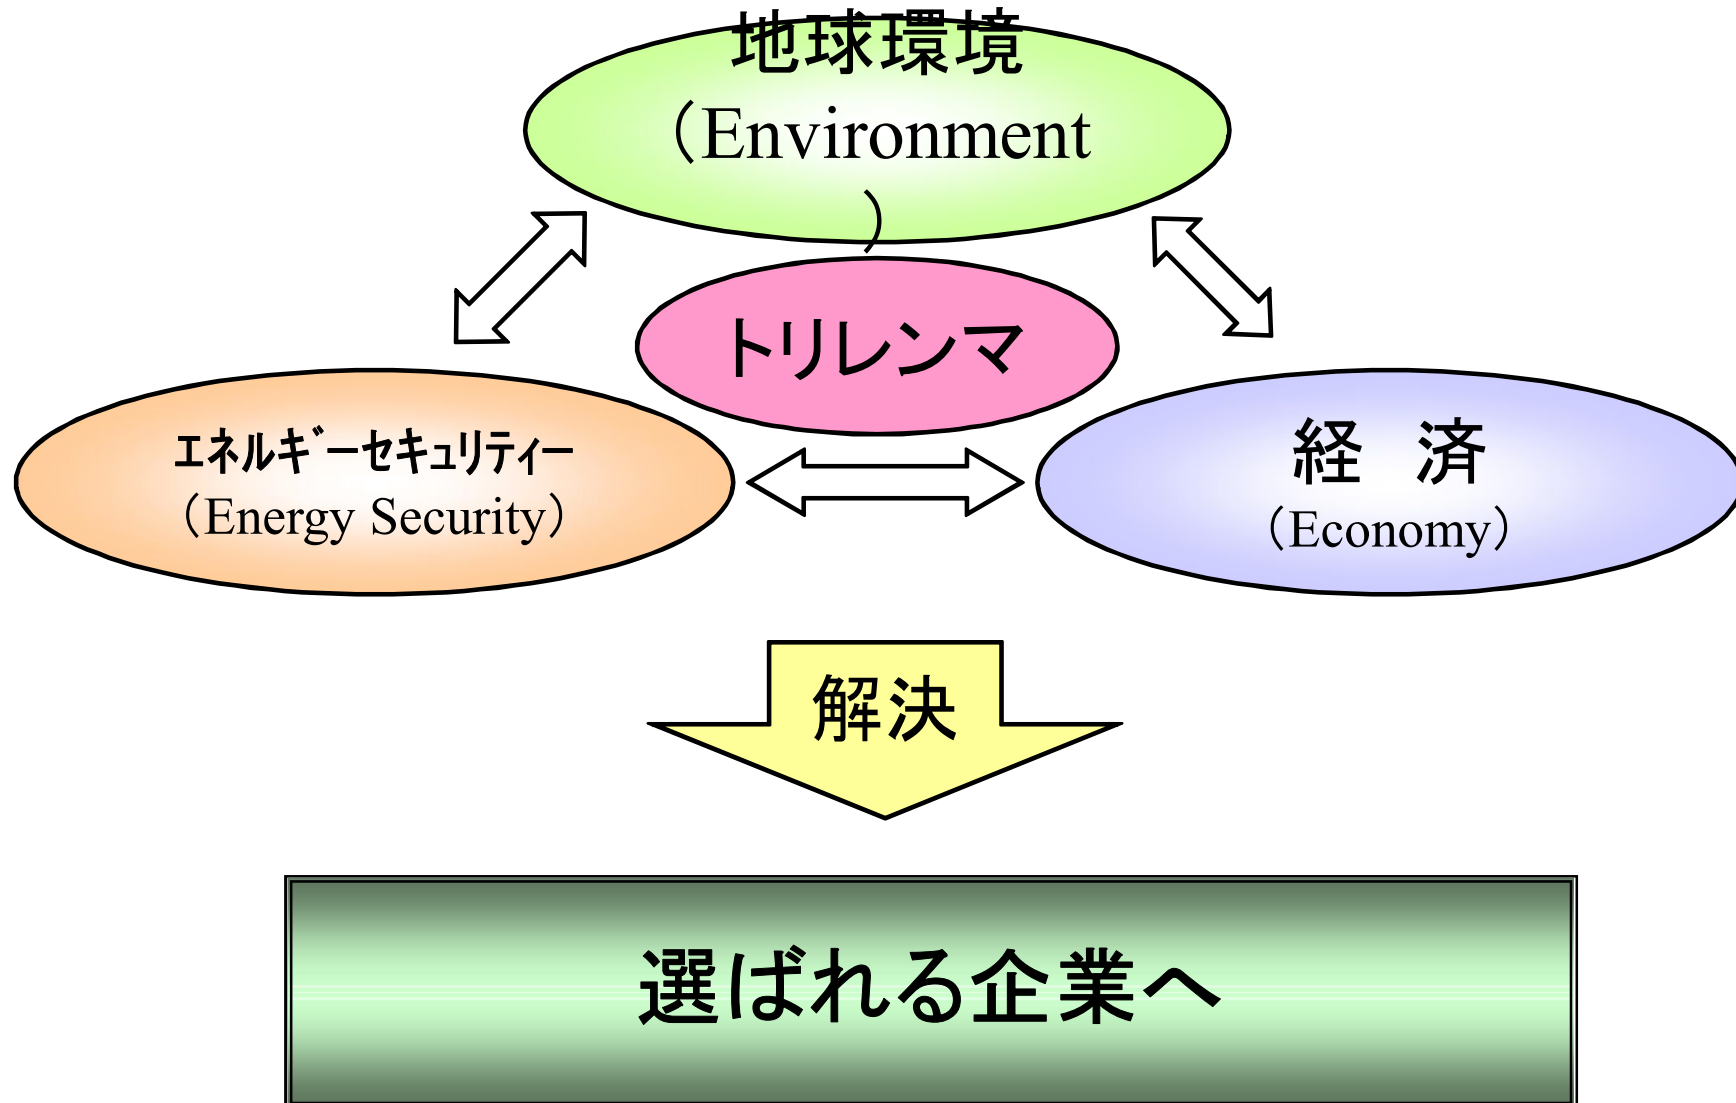 地球環境
（Environment
）
トリレンマ
エネルギーセキュリティー
（Energy Security）
経　済
（Economy）
解決
選ばれる企業へ